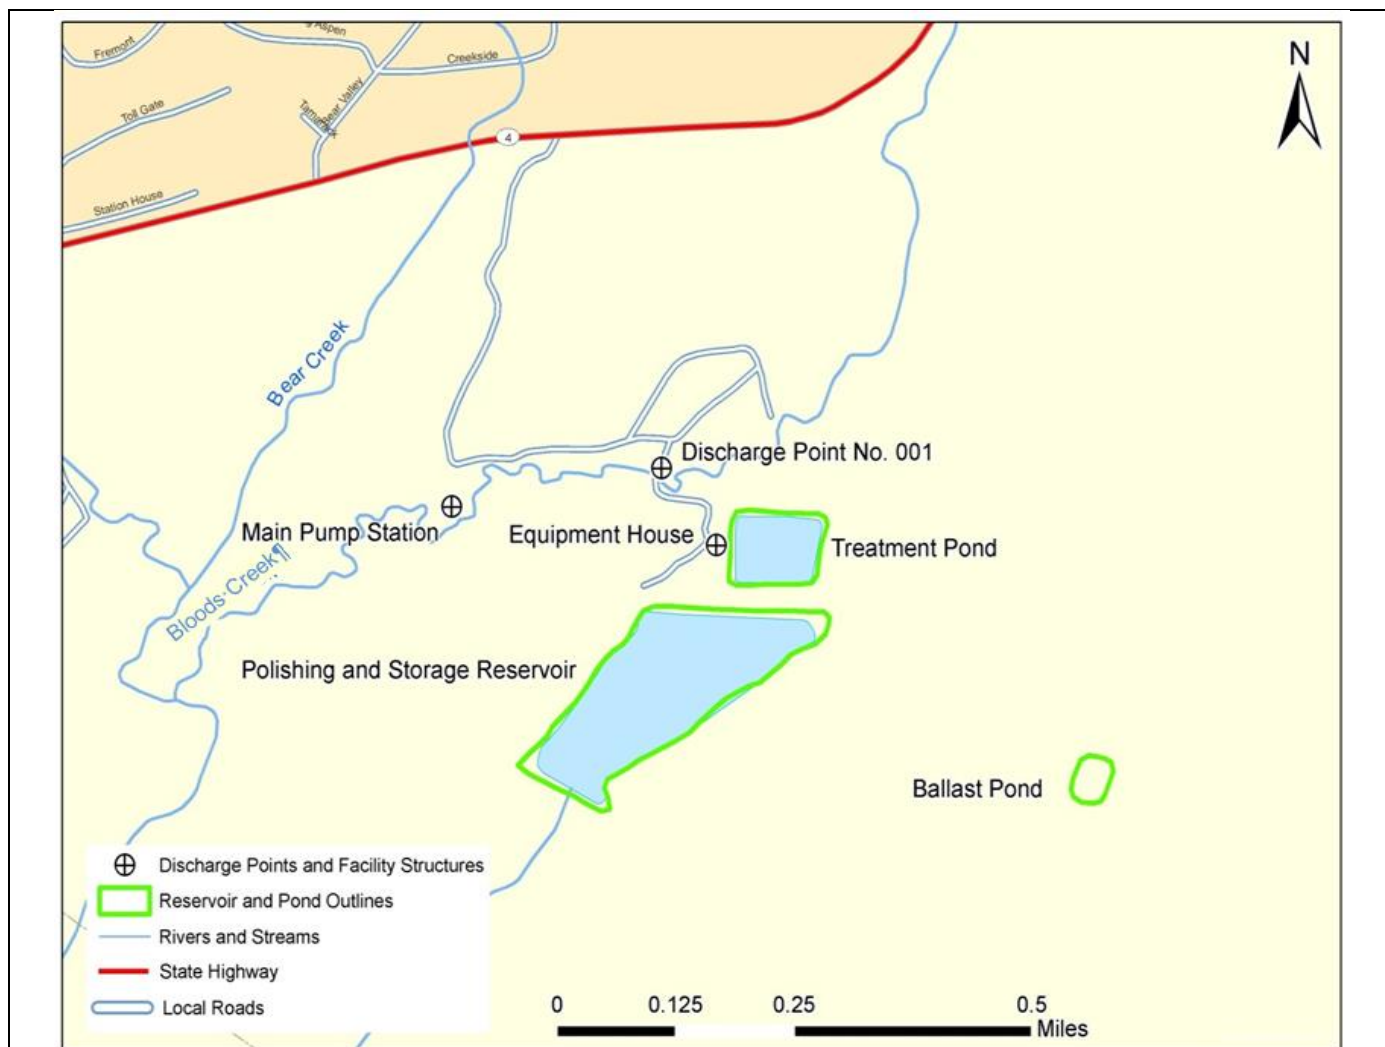 Aspen
N
Fremont
Creekside
Bear Valley
Toll Gate
Tamarack
4
Station House
Bear Creek
Discharge Point No. 001
Main Pump Station
Equipment House
Treatment Pond
Bloods·Creek¶
Polishing and Storage Reservoir
Ballast Pond
Discharge Points and Facility Structures
Reservoir and Pond Outlines
Rivers and Streams
State Highway
Local Roads
0 0.125 0.25 0.5
Miles